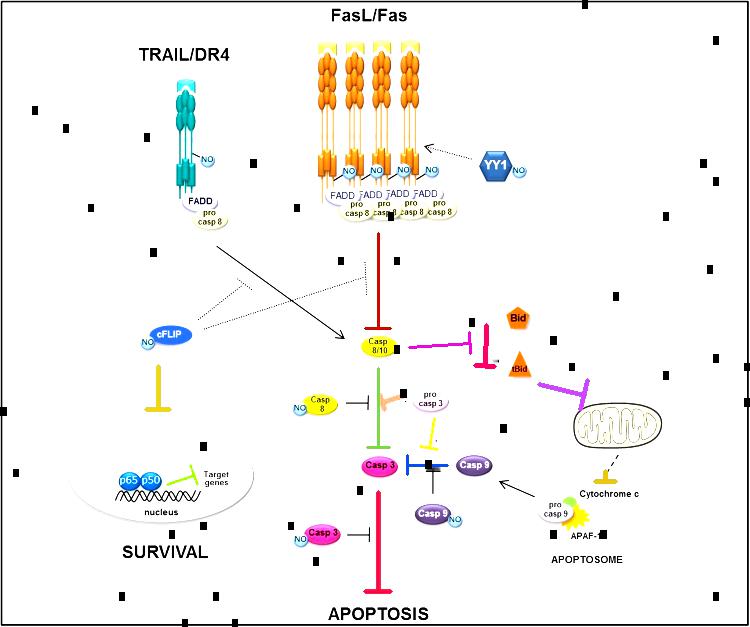 FasL/Fas
TRAIL/DR4
NO
YY1
NO
NO NO NO NO
FADD
pro
casp 8
FADD FADD FADD FADD
pro pro pro pro
casp 8 casp 8 casp 8 casp 8
cFLIP
NO
Casp
8/10
Bid
tBid
Casp
8
NO
pro
casp 3
Casp 3
Casp 9
Cytochrome c
p65 p50
Target
genes
nucleus
Casp 9
NO
pro
casp 9
APAF-1
Casp 3
NO
SURVIVAL
APOPTOSOME
APOPTOSIS